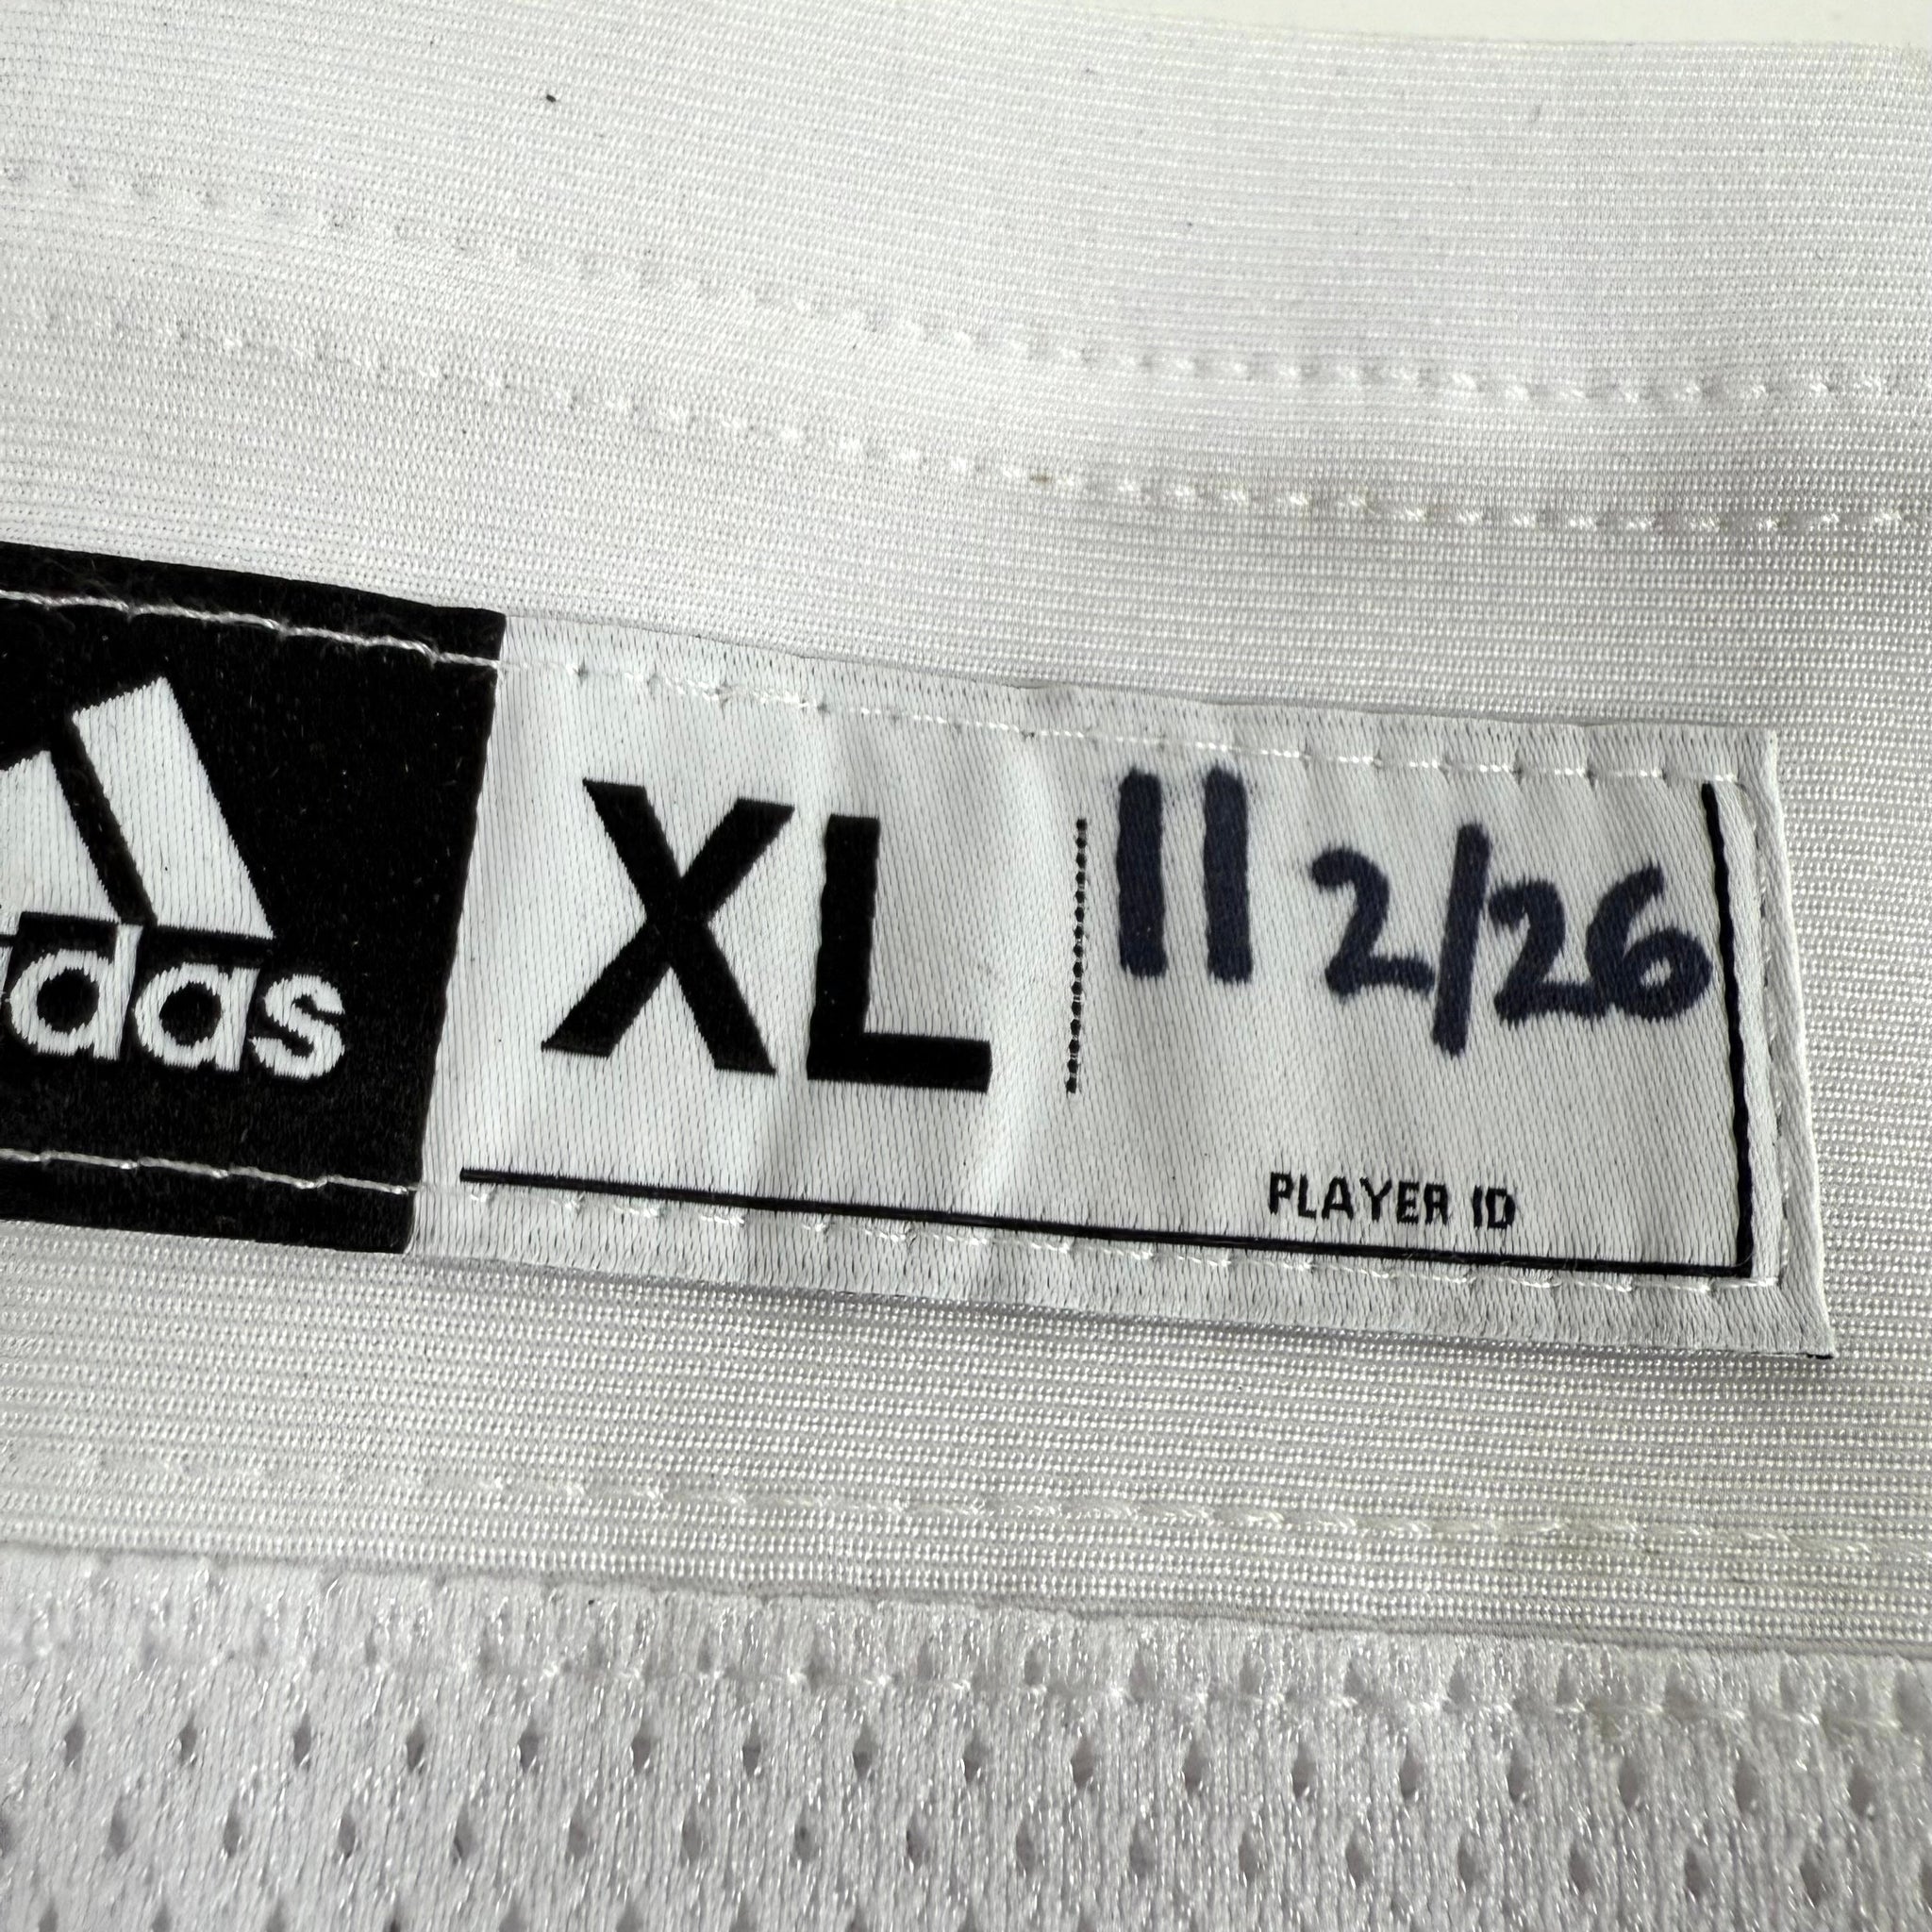 adidas XL 11 2/26
PLAYER ID